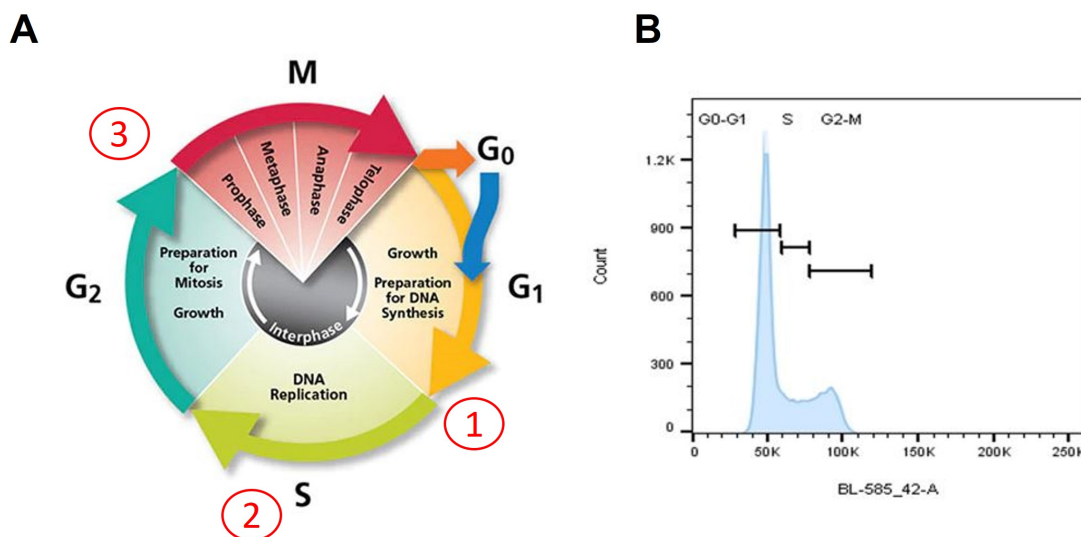 A
M
3
Prophase
Metaphase
Anaphase
Telophase
G0
Preparation
for
Mitosis
Growth
G2
Growth
Preparation
for DNA
Synthesis
G1
Interphase
DNA
Replication
1
2
S
B
G0-G1 S G2-M
1.2K
900
600
300
0
Count
0 50K 100K 150K 200K 250K
BL-585_42-A